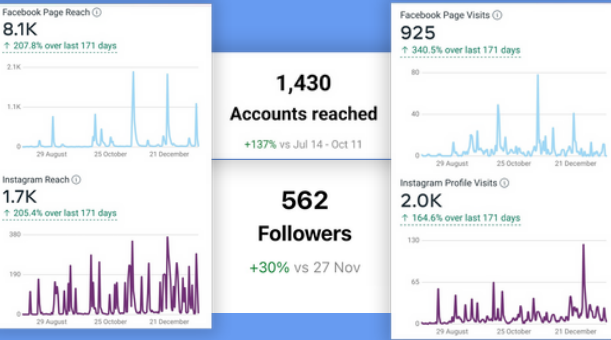 Facebook Page Reach
8.1K
↑ 207.8% over last 171 days
2.1K
1.1K
0
29 August 25 October 21 December
Instagram Reach
1.7K
↑ 205.4% over last 171 days
380
190
0
29 August 25 October 21 December
1,430
Accounts reached
+137% vs Jul 14 - Oct 11
562
Followers
+30% vs 27 Nov
Facebook Page Visits
925
↑ 340.5% over last 171 days
80
40
0
29 August 25 October 21 December
Instagram Profile Visits
2.0K
↑ 164.6% over last 171 days
130
65
0
29 August 25 October 21 December